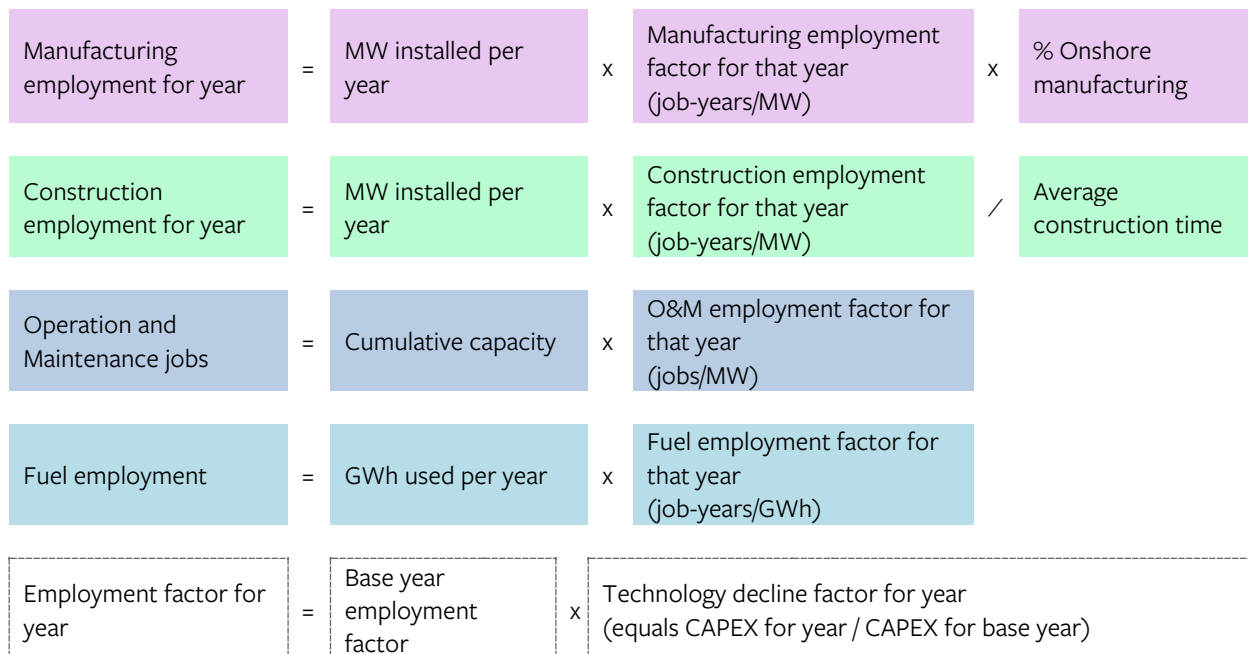 Manufacturing
employment for year
=
MW installed per
year
x
Manufacturing employment
factor for that year
(job-years/MW)
x
% Onshore
manufacturing
Construction
employment for year
=
MW installed per
year
x
Construction employment
factor for that year
(job-years/MW)
/
Average
construction time
Operation and
Maintenance jobs
=
Cumulative capacity
x
O&M employment factor for
that year
(jobs/MW)
Fuel employment
=
GWh used per year
x
Fuel employment factor for
that year
(job-years/GWh)
Employment factor for
year
=
Base year
employment
factor
x
Technology decline factor for year
(equals CAPEX for year / CAPEX for base year)